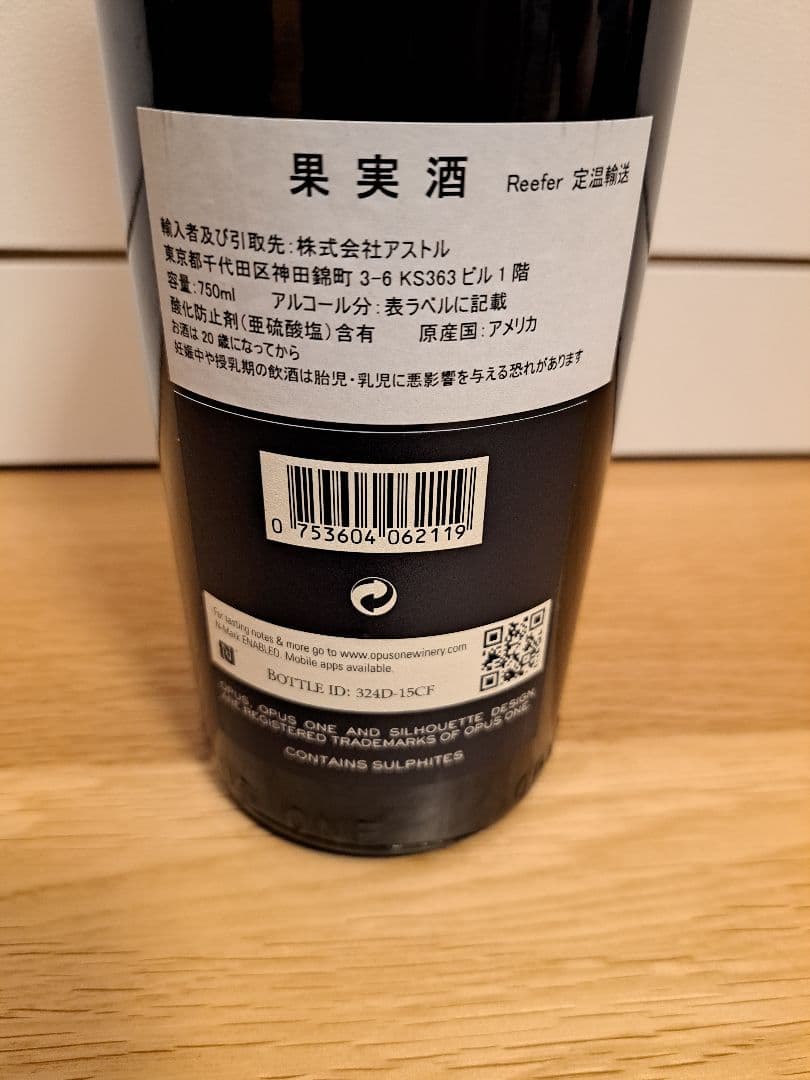 果実酒 Reefer 定温輸送
輸入者及び引取先:株式会社アストル
東京都千代田区神田錦町 3-6 KS363 ビル 1 階
容量:750ml アルコール分:表ラベルに記載
酸化防止剤(亜硫酸塩)含有 原産国:アメリカ
お酒は 20 歳になってから
妊娠中や授乳期の飲酒は胎児・乳児に悪影響を与える恐れがあります
0 753604 062119
For tasting notes & more go to www.opusonewinery.com
N-Mark ENABLED. Mobile apps available.
BOTTLE ID: 324D-15CF
OPUS, OPUS ONE AND SILHOUETTE DESIGN,
ARE REGISTERED TRADEMARKS OF OPUS ONE.
CONTAINS SULPHITES